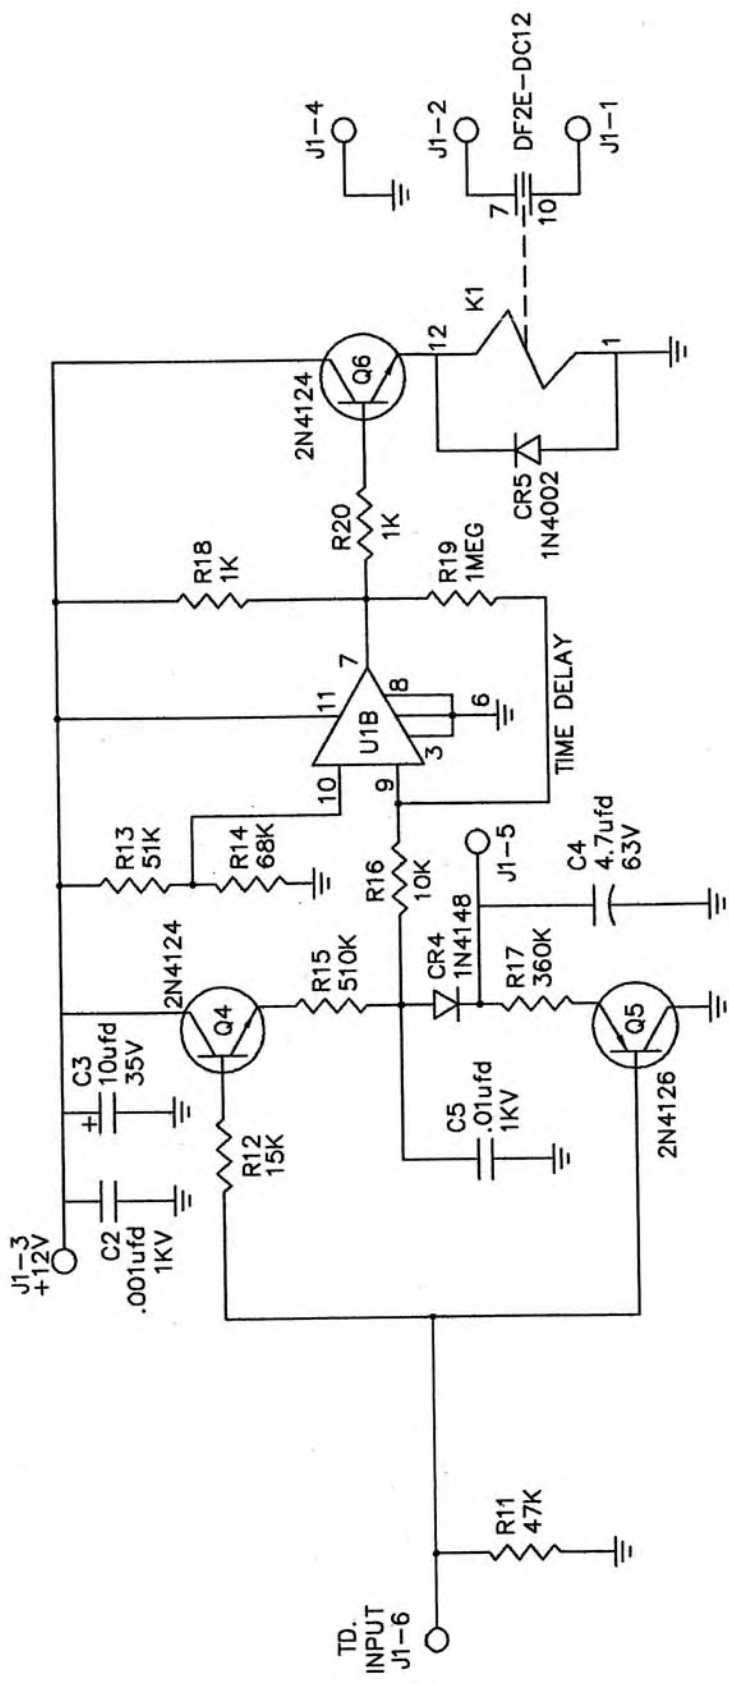 J1-3
+12V
C2
.001ufd
1KV
C3
10ufd
35V
+
2N4124
Q4
R12
15K
R13
51K
R14
68K
R15
510K
R16
10K
10
9
11
U1B
7
8
3
6
R18
1K
R19
1MEG
TIME DELAY
R20
1K
2N4124
Q6
12
K1
1
CR5
1N4002
J1-4
J1-2
7
DF2E-DC12
10
J1-1
TD.
INPUT
J1-6
R11
47K
C5
.01ufd
1KV
CR4
1N4148
J1-5
R17
360K
C4
4.7ufd
63V
Q5
2N4126